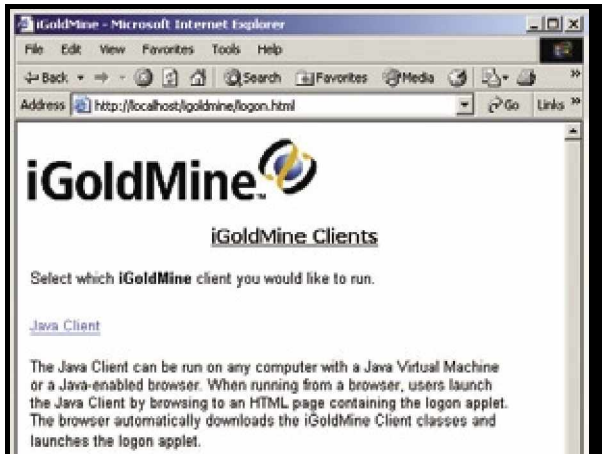 iGoldMine - Microsoft Internet Explorer
File Edit View Favorites Tools Help
Back Search Favorites Media
Address http://localhost/igoldmine/logon.html Go Links
iGoldMine™
iGoldMine Clients
Select which iGoldMine client you would like to run.
Java Client
The Java Client can be run on any computer with a Java Virtual Machine
or a Java-enabled browser. When running from a browser, users launch
the Java Client by browsing to an HTML page containing the logon applet.
The browser automatically downloads the iGoldMine Client classes and
launches the logon applet.